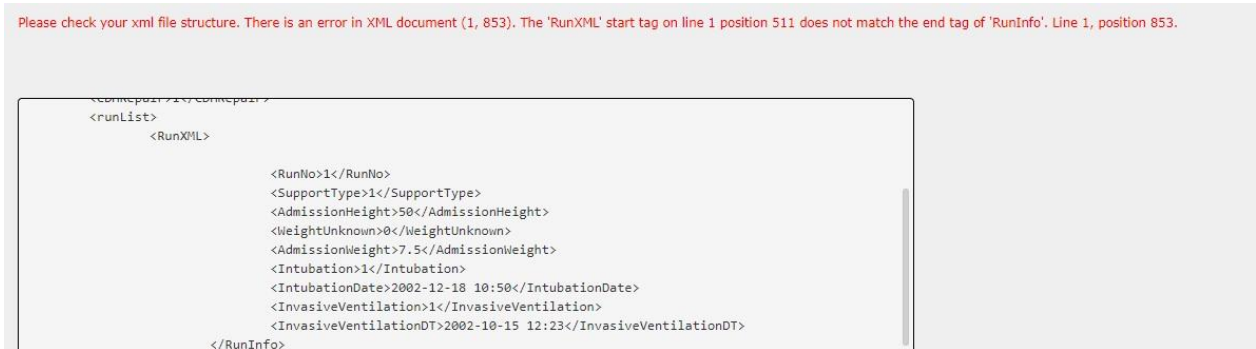 Please check your xml file structure. There is an error in XML document (1, 853). The 'RunXML' start tag on line 1 position 511 does not match the end tag of 'RunInfo'. Line 1, position 853.
<CDHRepair>1</CDHRepair>
<runList>
<RunXML>
<RunNo>1</RunNo>
<SupportType>1</SupportType>
<AdmissionHeight>50</AdmissionHeight>
<WeightUnknown>0</WeightUnknown>
<AdmissionWeight>7.5</AdmissionWeight>
<Intubation>1</Intubation>
<IntubationDate>2002-12-18 10:50</IntubationDate>
<InvasiveVentilation>1</InvasiveVentilation>
<InvasiveVentilationDT>2002-10-15 12:23</InvasiveVentilationDT>
</RunInfo>